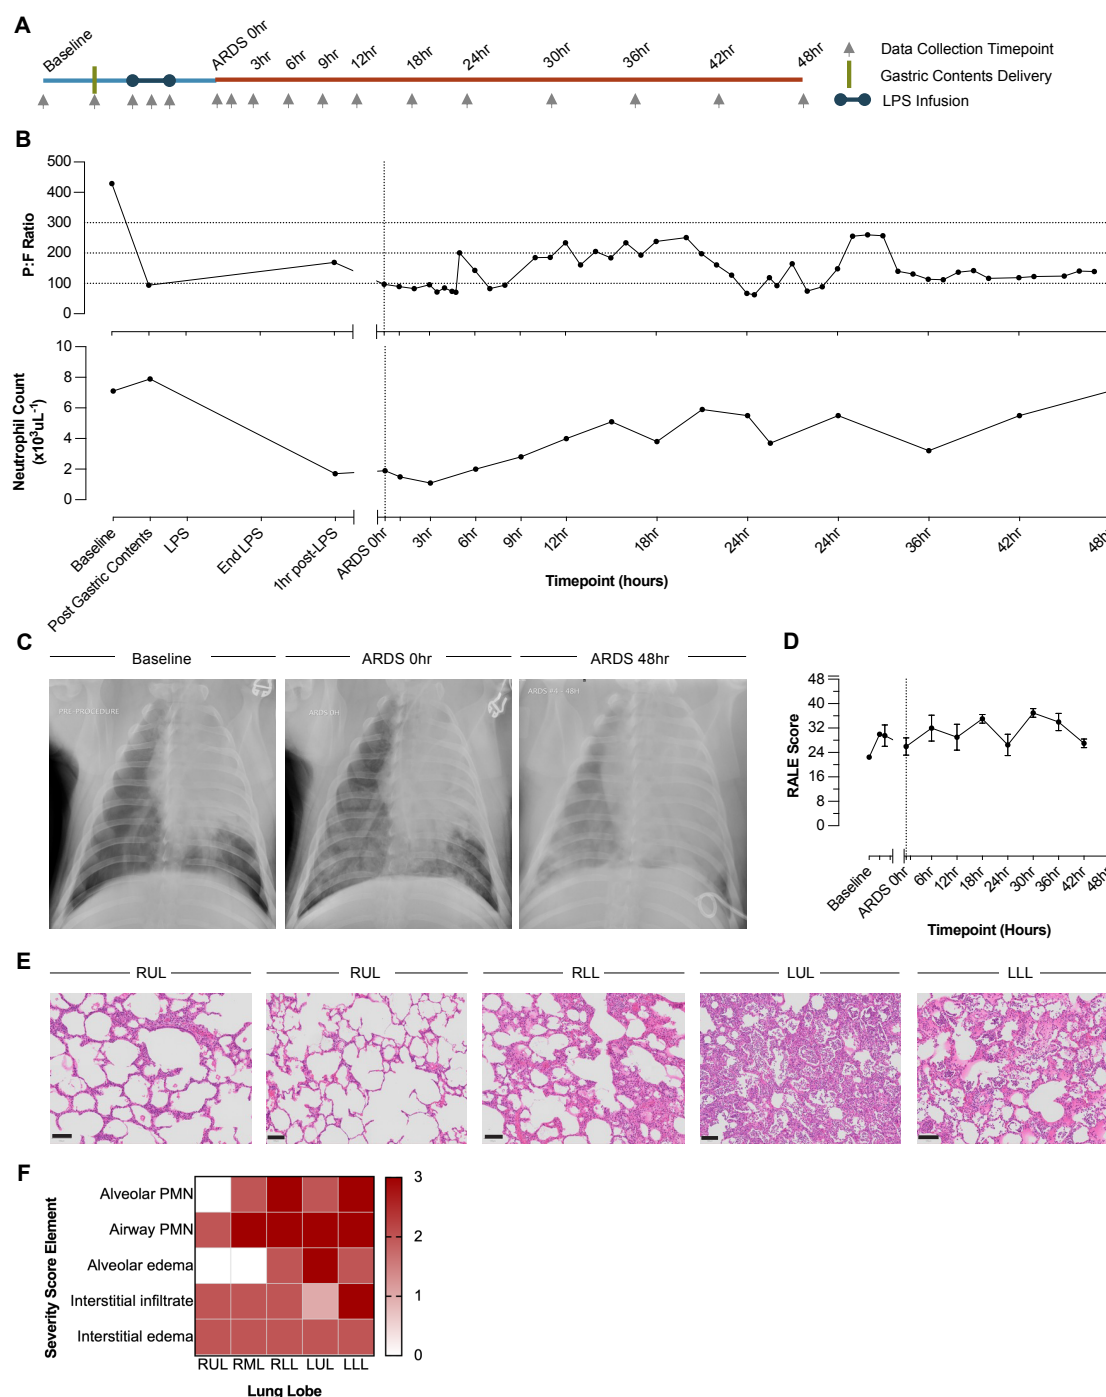 A
Baseline
ARDS 0hr
3hr
6hr
9hr
12hr
18hr
24hr
30hr
36hr
42hr
48hr
Data Collection Timepoint
Gastric Contents Delivery
LPS Infusion
B
500
400
300
200
100
0
P:F Ratio
10
8
6
4
2
0
Neutrophil Count
(x10³uL⁻¹)
Baseline
Post Gastric Contents
LPS
End LPS
1hr post-LPS
ARDS 0hr
3hr
6hr
9hr
12hr
18hr
24hr
24hr
36hr
42hr
48hr
Timepoint (hours)
C
Baseline
ARDS 0hr
ARDS 48hr
PRE-PROCEDURE
ARDS 0H
ARDS #4 - 48H
D
48
40
32
24
16
8
0
RALE Score
Baseline
ARDS 0hr
6hr
12hr
18hr
24hr
30hr
36hr
42hr
48hr
Timepoint (Hours)
E
RUL
RUL
RLL
LUL
LLL
F
Severity Score Element
Alveolar PMN
Airway PMN
Alveolar edema
Interstitial infiltrate
Interstitial edema
RUL RML RLL LUL LLL
Lung Lobe
3
2
1
0